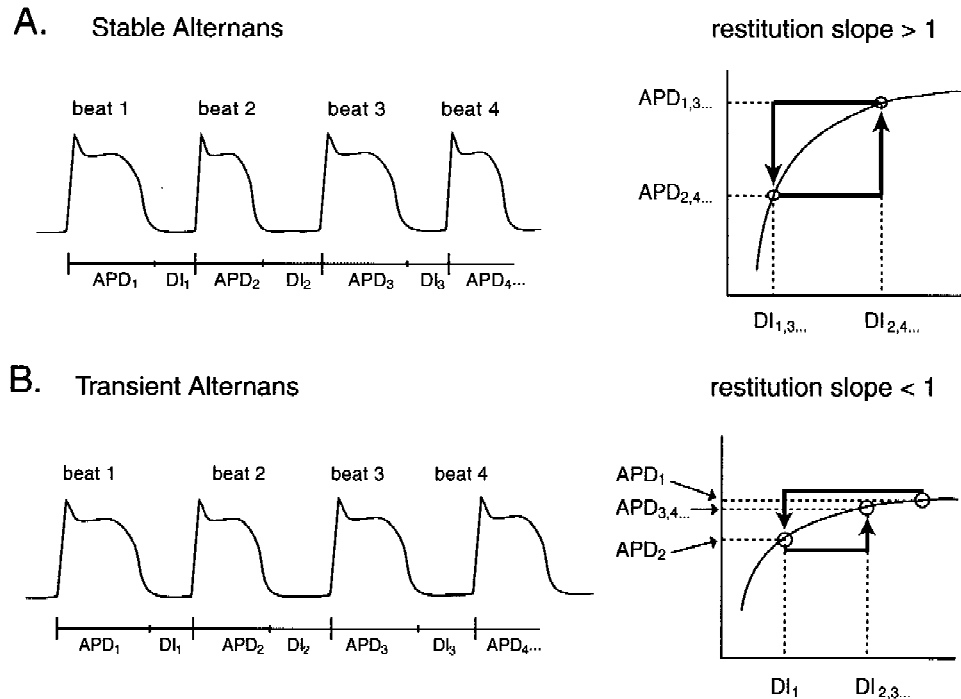 A. Stable Alternans
restitution slope > 1
beat 1 beat 2 beat 3 beat 4
APD1 DI1 APD2 DI2 APD3 DI3 APD4...
APD1,3...
APD2,4...
DI1,3... DI2,4...
B. Transient Alternans
restitution slope < 1
beat 1 beat 2 beat 3 beat 4
APD1 DI1 APD2 DI2 APD3 DI3 APD4...
APD1
APD3,4...
APD2
DI1 DI2,3...